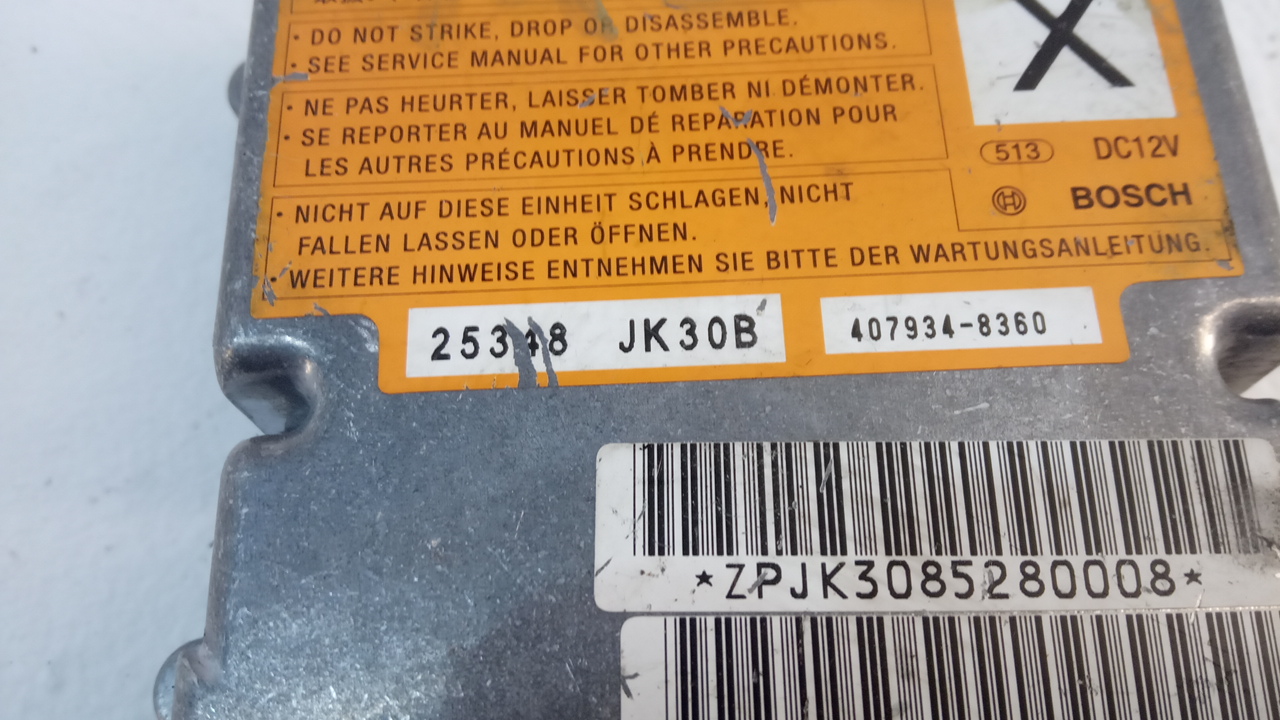 • DO NOT STRIKE, DROP OR DISASSEMBLE.
• SEE SERVICE MANUAL FOR OTHER PRECAUTIONS.
• NE PAS HEURTER, LAISSER TOMBER NI DÉMONTER.
• SE REPORTER AU MANUEL DÉ REPARATION POUR
LES AUTRES PRÉCAUTIONS À PRENDRE.
513 DC12V
BOSCH
• NICHT AUF DIESE EINHEIT SCHLAGEN, NICHT
FALLEN LASSEN ODER ÖFFNEN.
• WEITERE HINWEISE ENTNEHMEN SIE BITTE DER WARTUNGSANLEITUNG.
JK30B
407934-8360
*ZPJK3085280008*